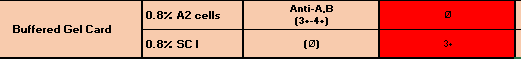 Buffered Gel Card
0.8% A2 cells
Anti-A,B
(3+-4+)
Ø
0.8% SC I
(Ø)
3+